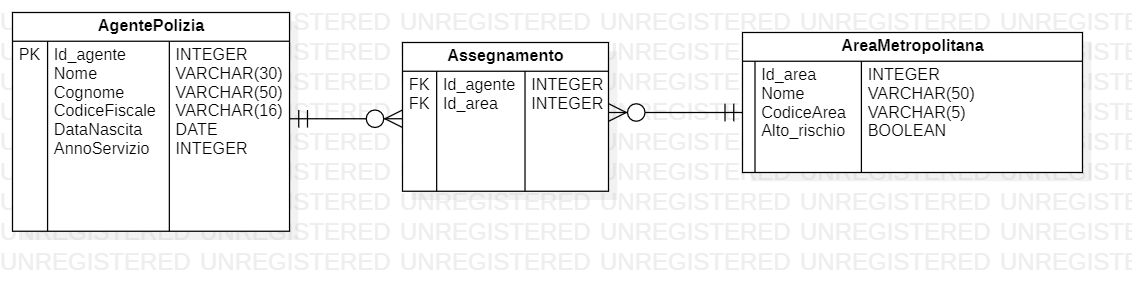 AgentePolizia
PK Id_agente INTEGER
Nome VARCHAR(30)
Cognome VARCHAR(50)
CodiceFiscale VARCHAR(16)
DataNascita DATE
AnnoServizio INTEGER
Assegnamento
FK Id_agente INTEGER
FK Id_area INTEGER
AreaMetropolitana
Id_area INTEGER
Nome VARCHAR(50)
CodiceArea VARCHAR(5)
Alto_rischio BOOLEAN
UNREGISTERED UNREGISTERED UNREGISTERED UNREGISTERED UNREGISTERED UNREGISTERED